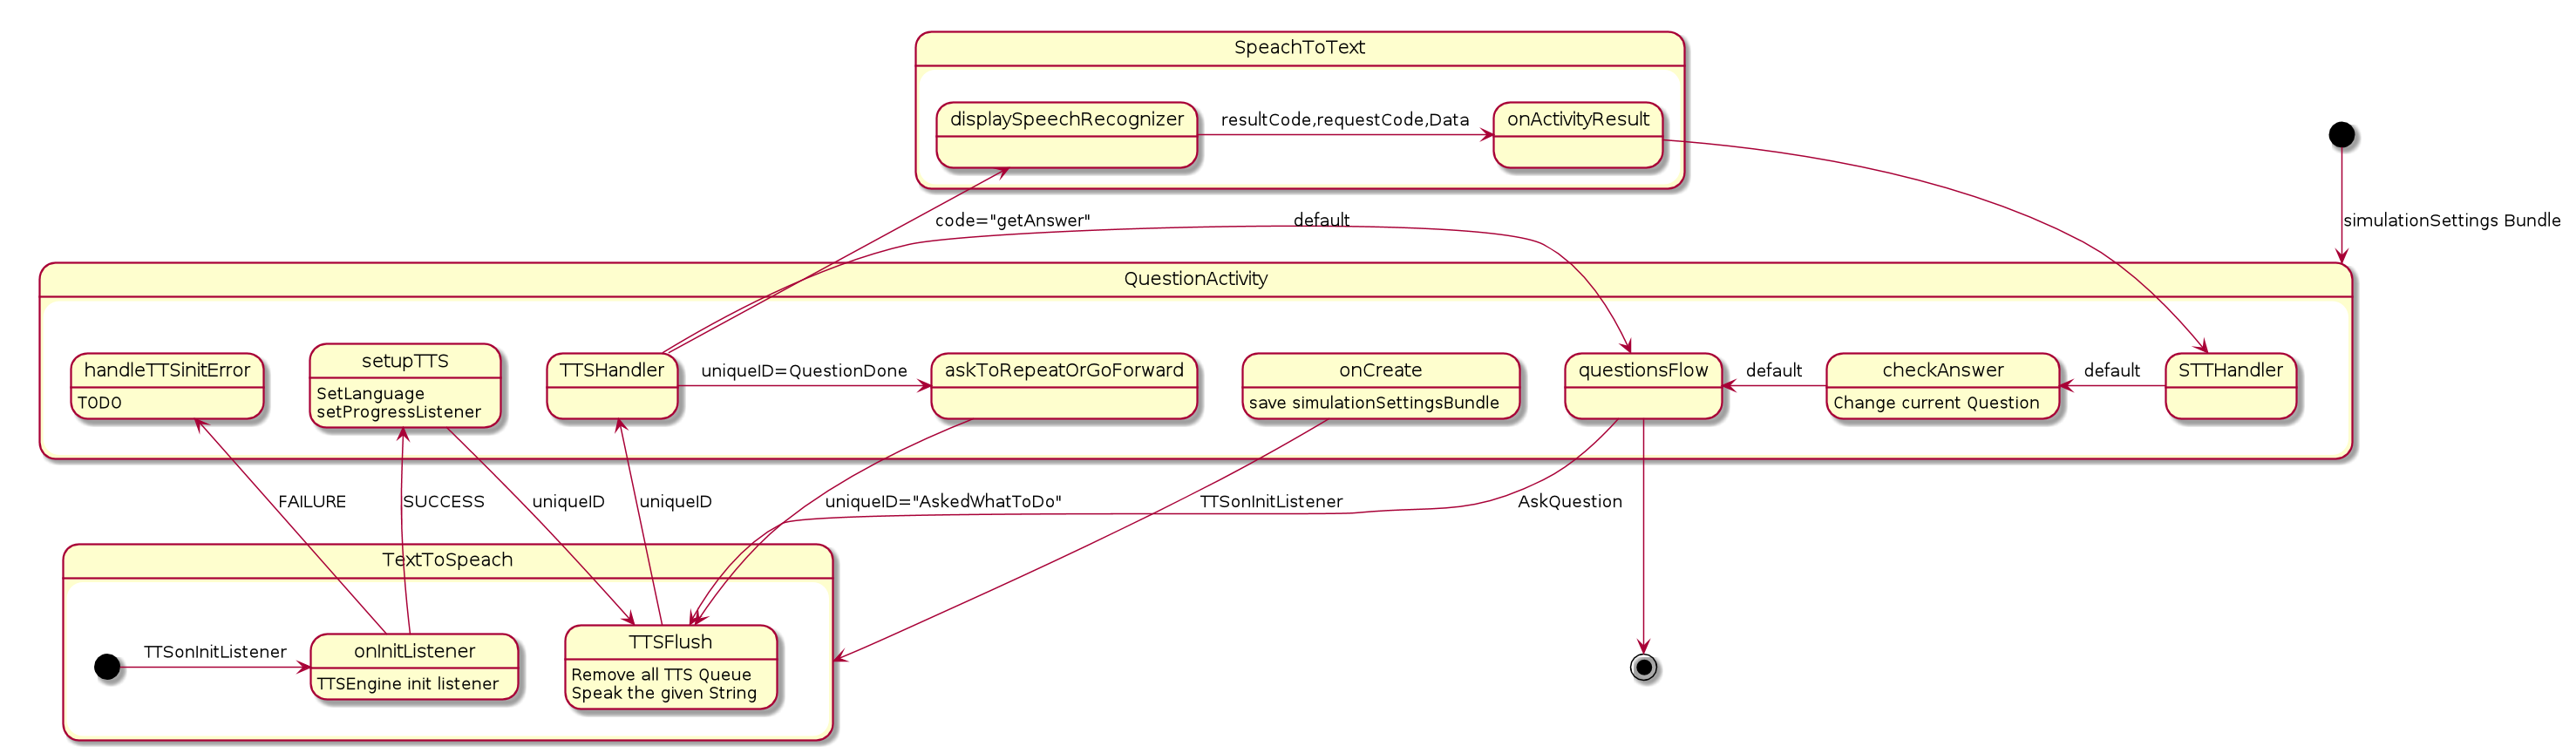 SpeachToText
displaySpeechRecognizer
resultCode,requestCode,Data
onActivityResult
code="getAnswer"
default
simulationSettings Bundle
QuestionActivity
handleTTSinitError
TODO
setupTTS
SetLanguage
setProgressListener
TTSHandler
uniqueID=QuestionDone
askToRepeatOrGoForward
onCreate
save simulationSettingsBundle
questionsFlow
default
checkAnswer
Change current Question
default
STTHandler
FAILURE
SUCCESS
uniqueID
uniqueID
uniqueID="AskedWhatToDo"
TTSonInitListener
AskQuestion
TextToSpeach
TTSonInitListener
onInitListener
TTSEngine init listener
TTSFlush
Remove all TTS Queue
Speak the given String